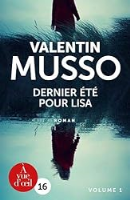 VALENTIN
MUSSO
DERNIER ÉTÉ
POUR LISA
ROMAN
À
vue
d'œil
16
VOLUME 1